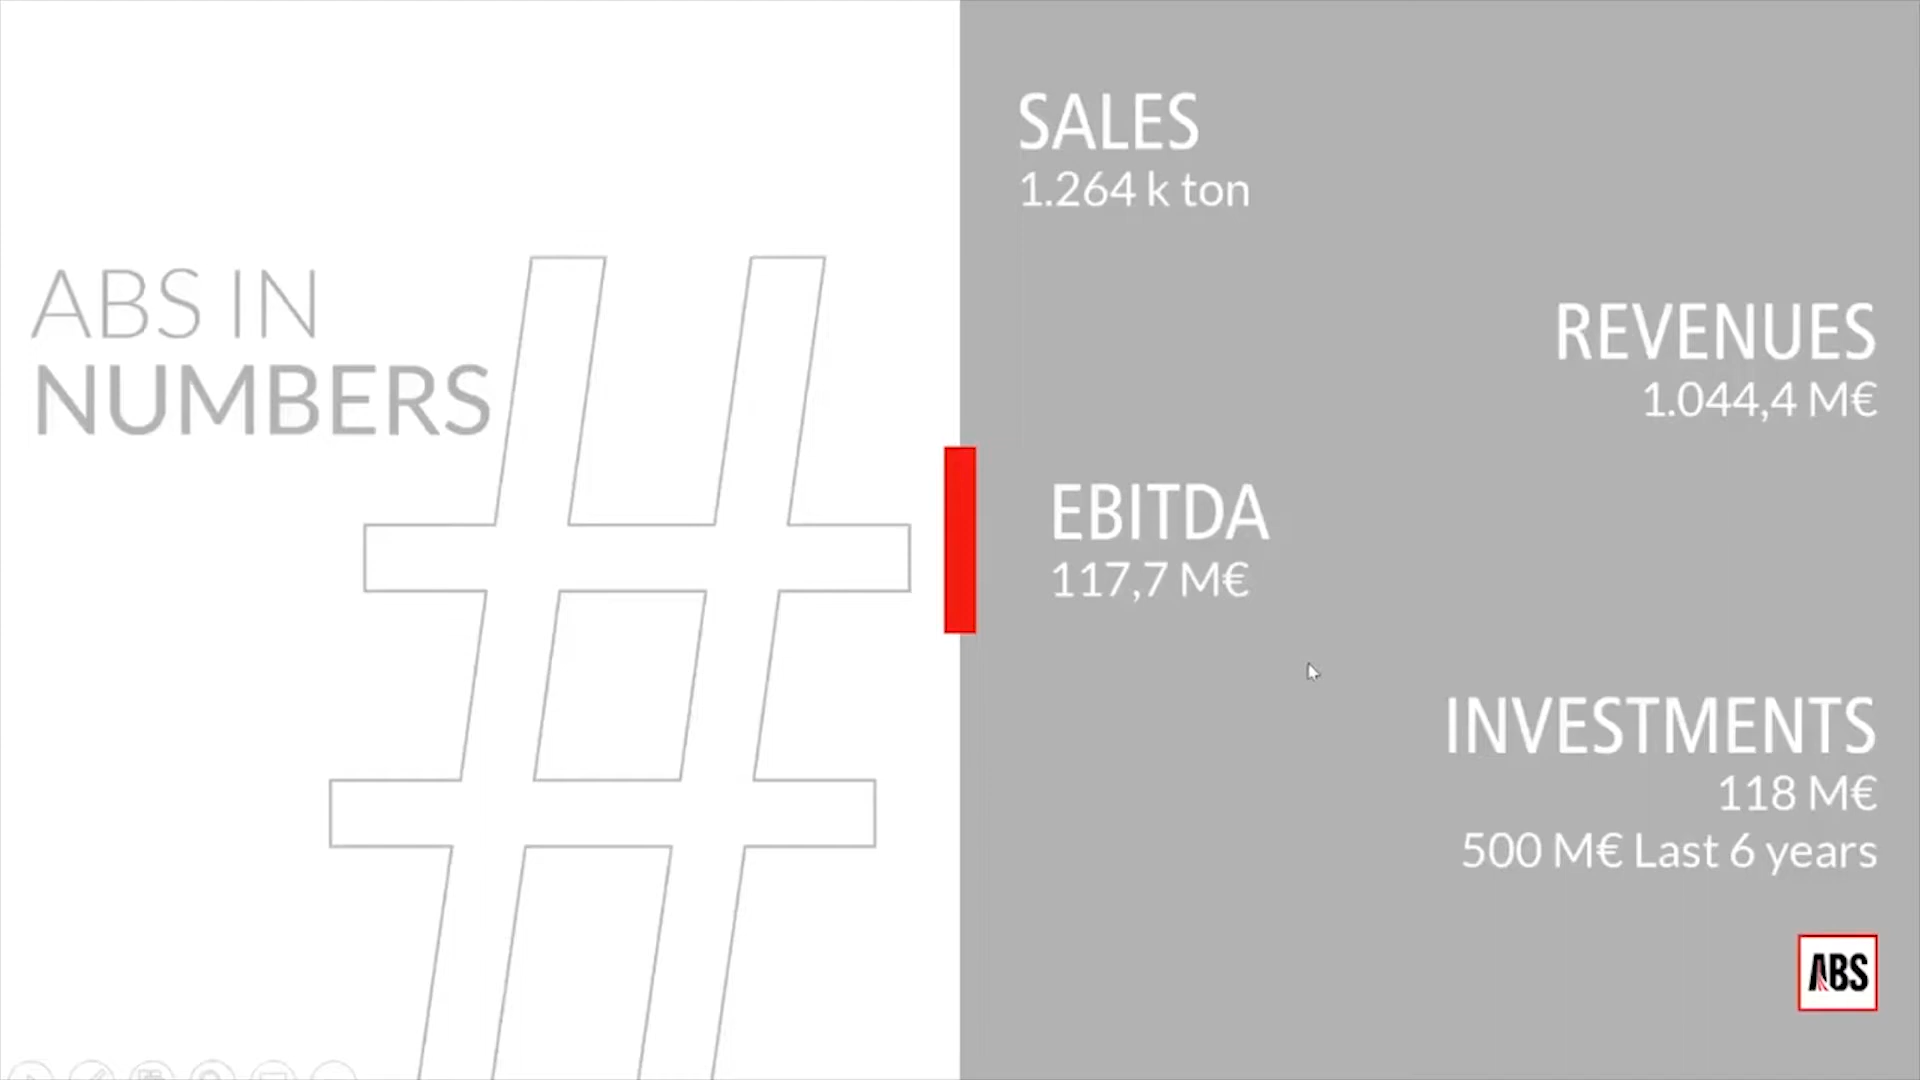 ABS IN
NUMBERS
SALES
1.264 k ton
REVENUES
1.044,4 M€
EBITDA
117,7 M€
INVESTMENTS
118 M€
500 M€ Last 6 years
ABS